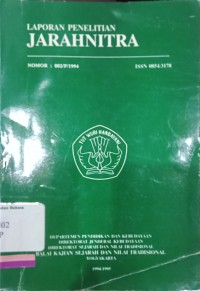 LAPORAN PENELITIAN
JARAHNITRA
NOMOR : 002/P/1994
ISSN 0854-3178
TUT WURI HANDAYANI
DEPARTEMEN PENDIDIKAN DAN KEBUDAYAAN
DIREKTORAT JENDERAL KEBUDAYAAN
DIREKTORAT SEJARAH DAN NILAI TRADISIONAL
BALAI KAJIAN SEJARAH DAN NILAI TRADISIONAL
YOGYAKARTA
1994/1995
02
P